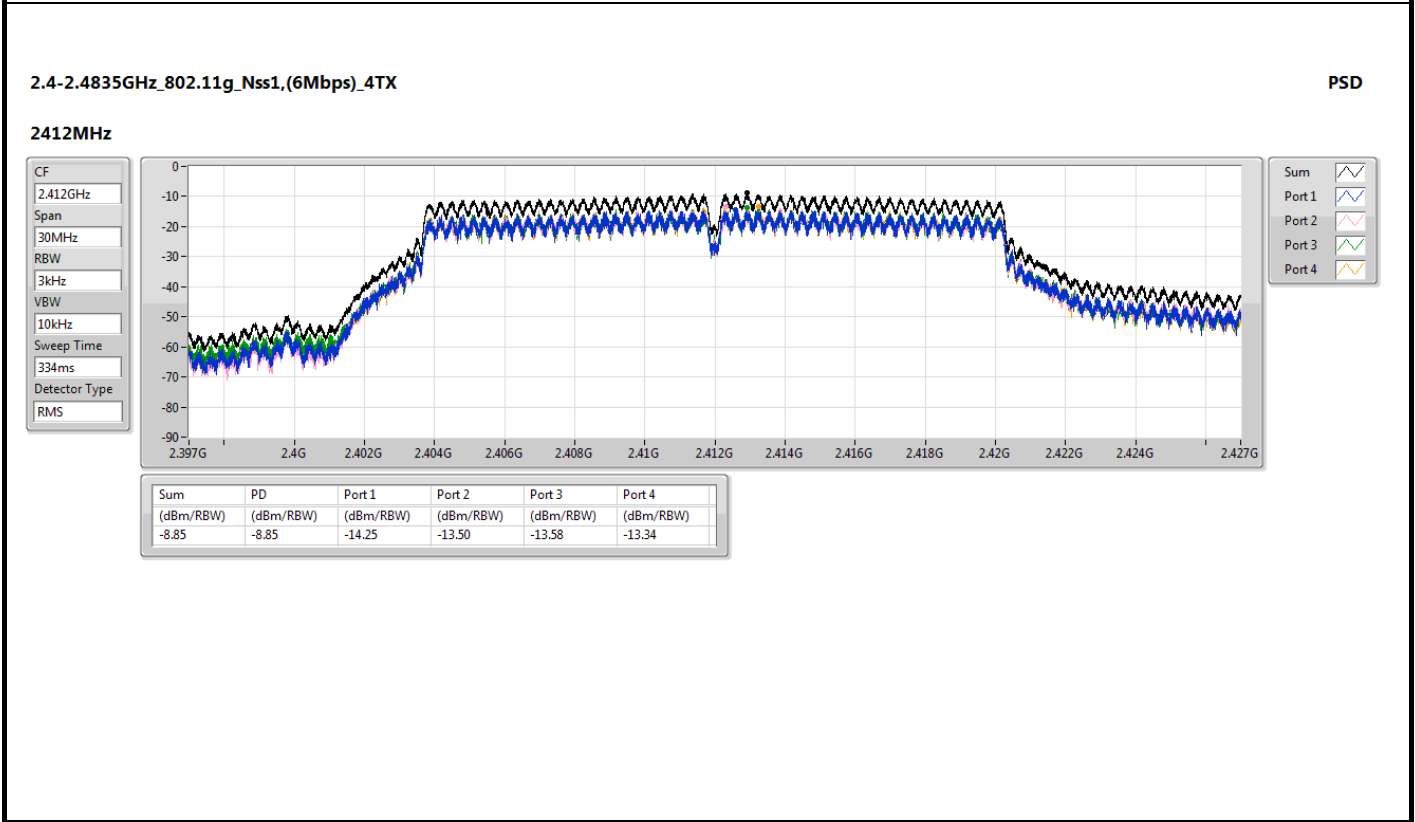 2.4-2.4835GHz_802.11g_Nss1,(6Mbps)_4TX PSD
2412MHz
CF
2.412GHz
Span
30MHz
RBW
3kHz
VBW
10kHz
Sweep Time
334ms
Detector Type
RMS
0
-10
-20
-30
-40
-50
-60
-70
-80
-90
2.397G 2.4G 2.402G 2.404G 2.406G 2.408G 2.41G 2.412G 2.414G 2.416G 2.418G 2.42G 2.422G 2.424G 2.427G
Sum
Port 1
Port 2
Port 3
Port 4
Sum PD Port 1 Port 2 Port 3 Port 4
(dBm/RBW) (dBm/RBW) (dBm/RBW) (dBm/RBW) (dBm/RBW) (dBm/RBW)
-8.85 -8.85 -14.25 -13.50 -13.58 -13.34